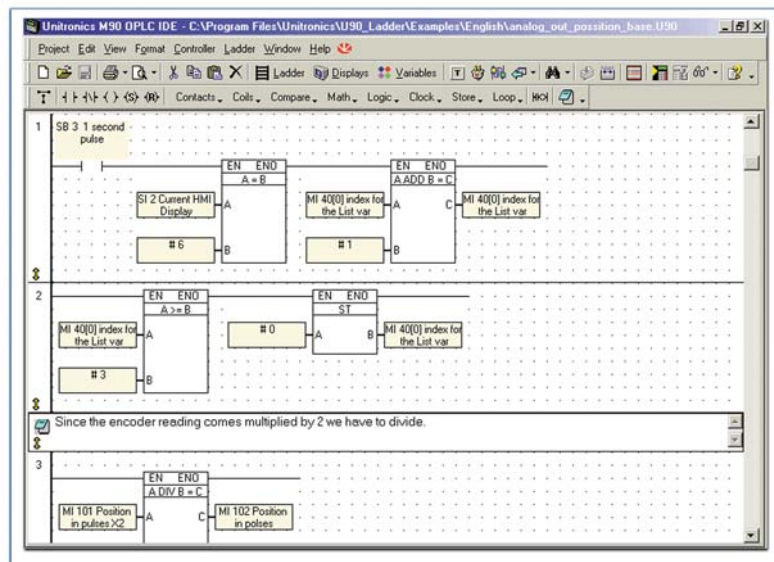 Unitronics M90 OPLC IDE - C:\Program Files\Unitronics\U90_Ladder\Examples\English\analog_out_possition_base.U90
Project Edit View Format Controller Ladder Window Help
Ladder Displays Variables
Contacts Coils Compare Math Logic Clock Store Loop
1
SB 3 1 second
pulse
EN ENO
A = B
SI 2 Current HMI
Display
A
# 6
B
EN ENO
A ADD B = C
MI 40[0] index for
the List var
A
C
MI 40[0] index for
the List var
# 1
B
2
EN ENO
A >= B
MI 40[0] index for
the List var
A
# 3
B
EN ENO
ST
# 0
A
B
MI 40[0] index for
the List var
Since the encoder reading comes multiplied by 2 we have to divide.
3
EN ENO
A DIV B = C
MI 101 Position
in pulses X2
A
C
MI 102 Position
in polses